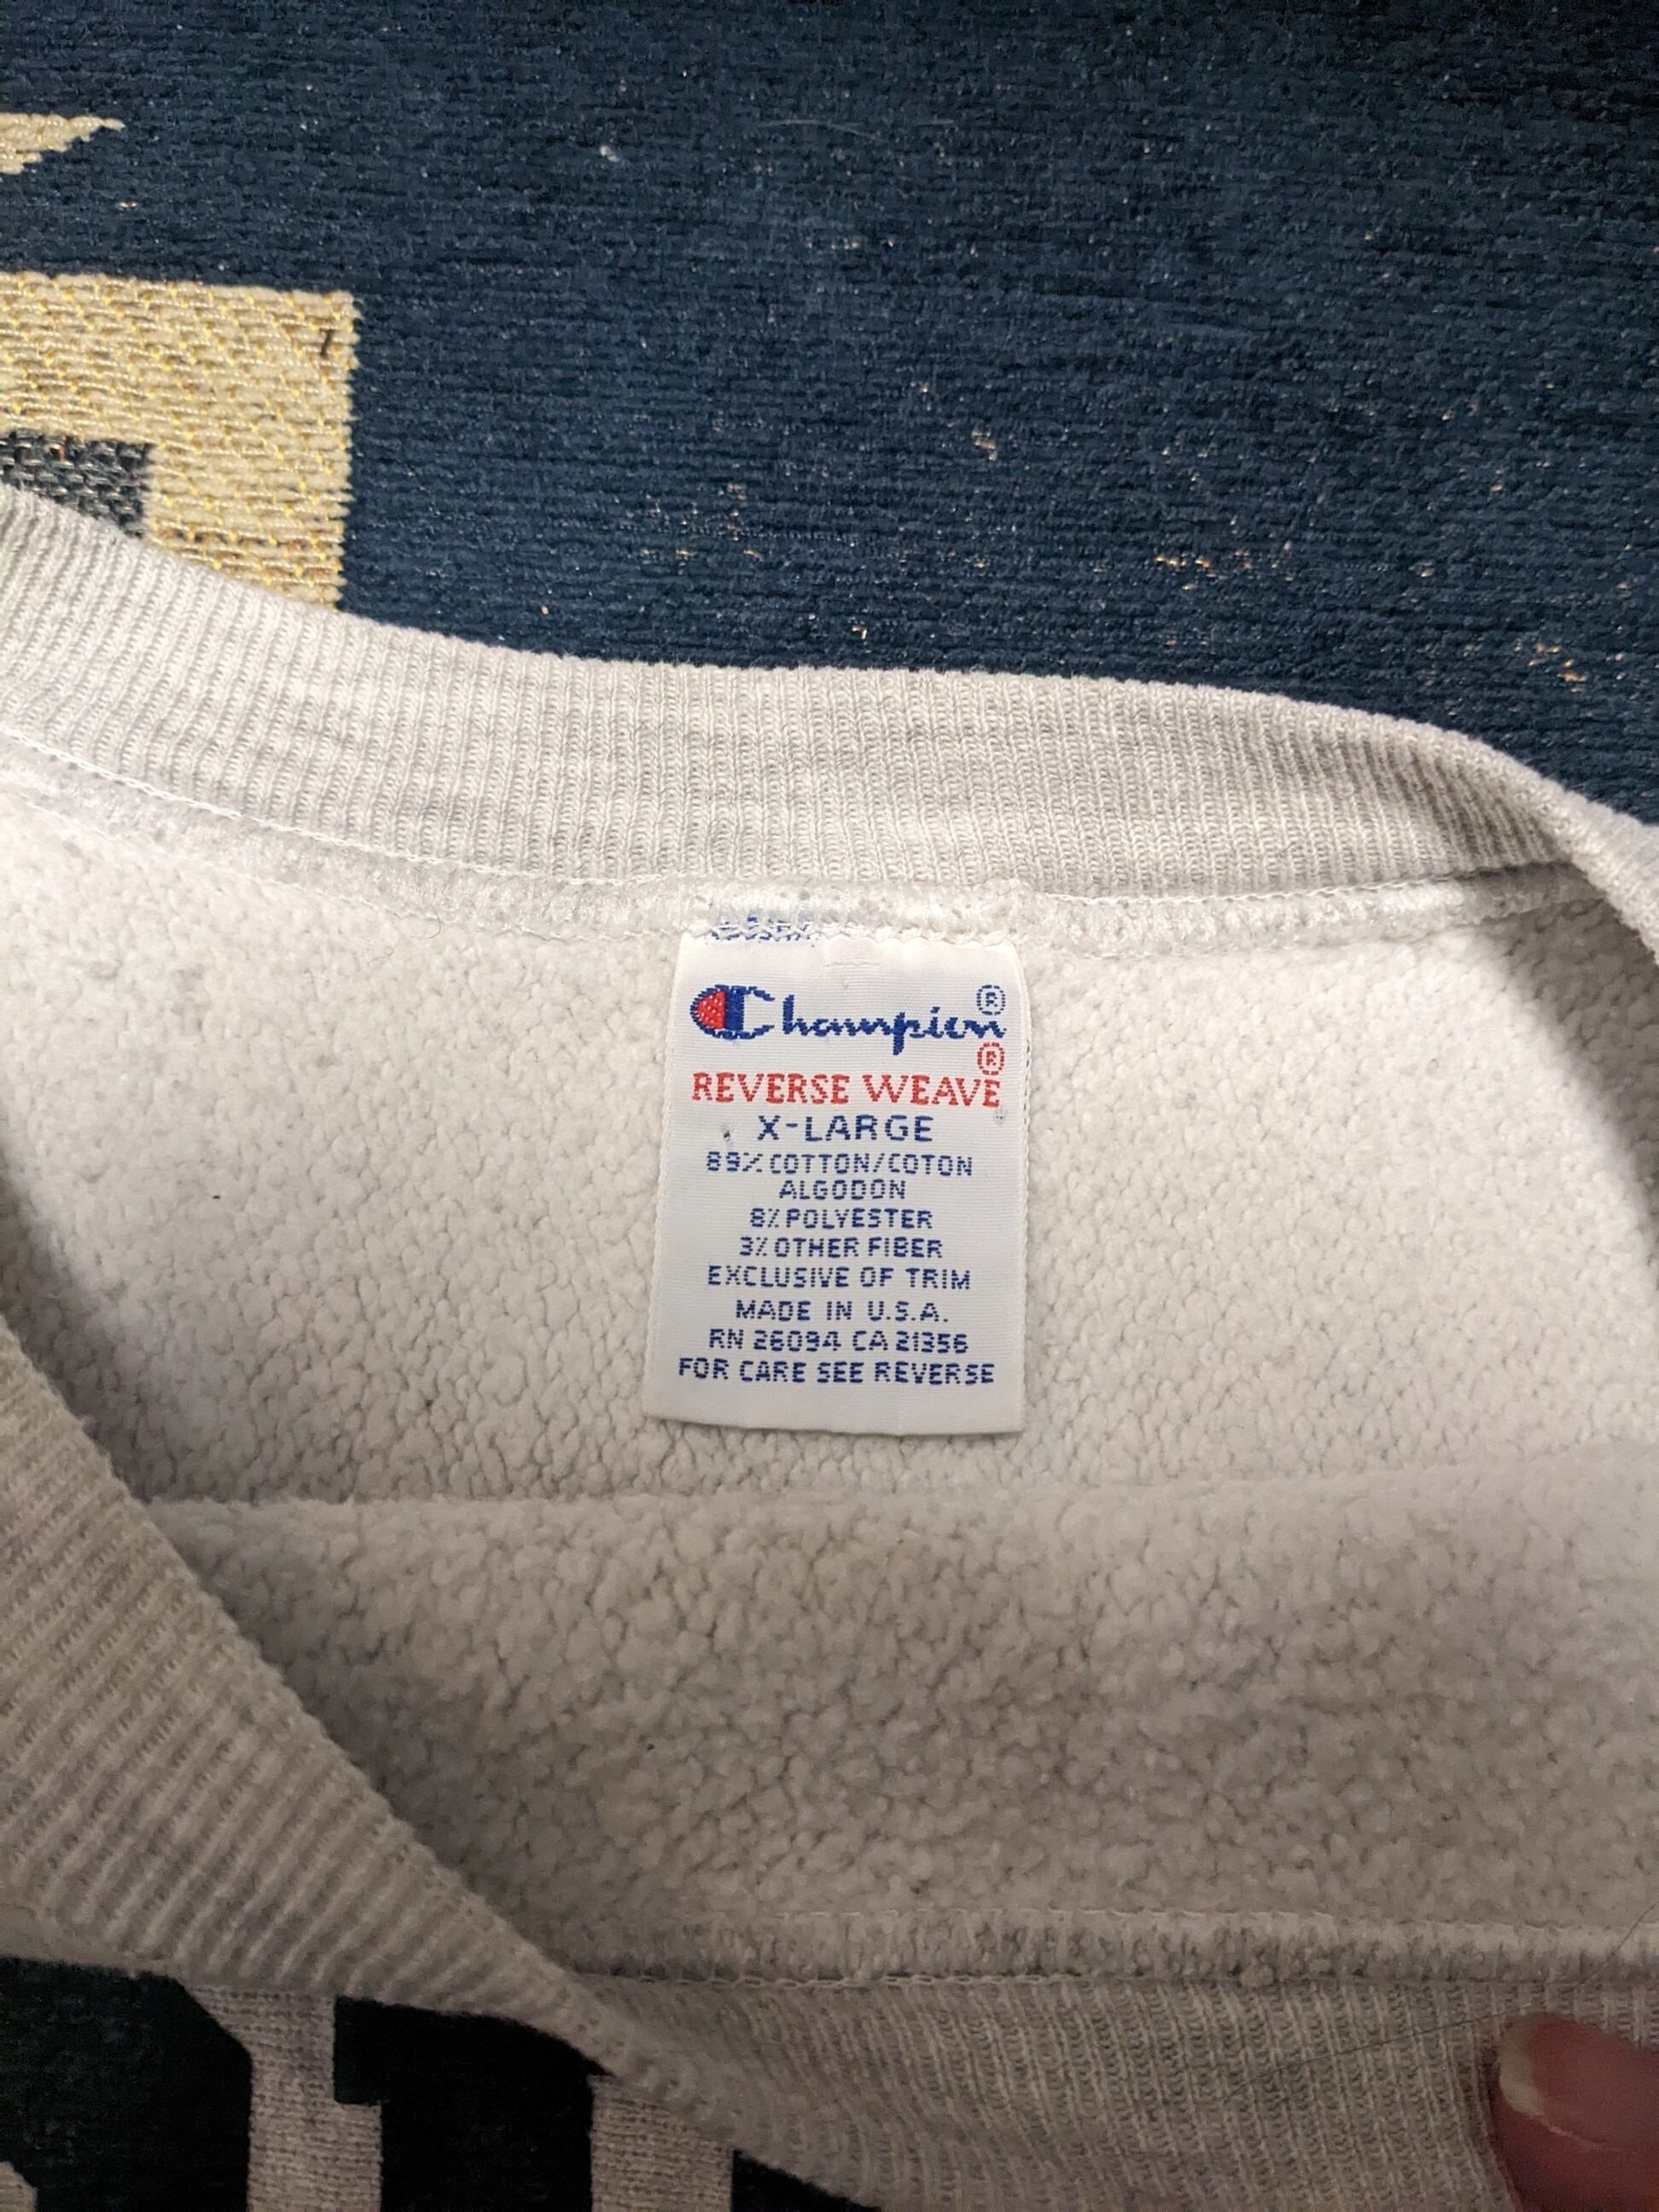 Champion®
®
REVERSE WEAVE
X-LARGE
89% COTTON/COTON
ALGODON
8% POLYESTER
3% OTHER FIBER
EXCLUSIVE OF TRIM
MADE IN U.S.A.
RN 26094 CA 21356
FOR CARE SEE REVERSE